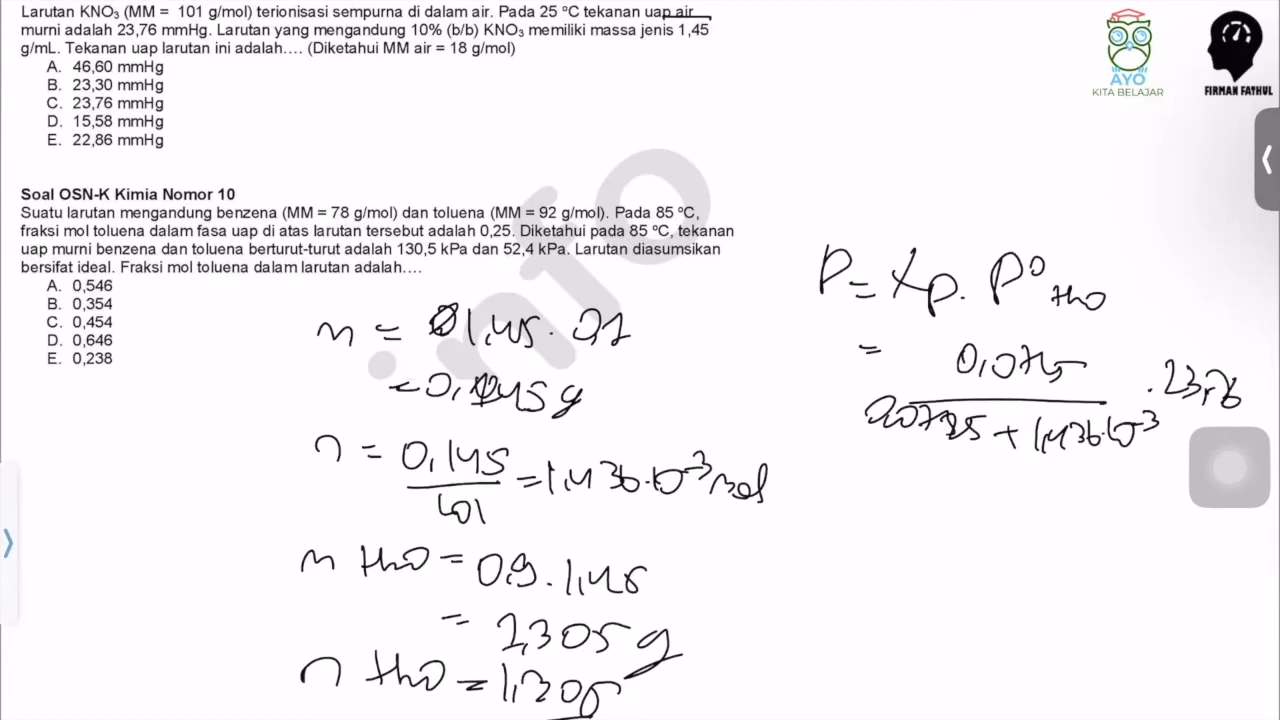 Larutan KNO₃ (MM = 101 g/mol) terionisasi sempurna di dalam air. Pada 25 ºC tekanan uap air
murni adalah 23,76 mmHg. Larutan yang mengandung 10% (b/b) KNO₃ memiliki massa jenis 1,45
g/mL. Tekanan uap larutan ini adalah.... (Diketahui MM air = 18 g/mol)
A. 46,60 mmHg
B. 23,30 mmHg
C. 23,76 mmHg
D. 15,58 mmHg
E. 22,86 mmHg
AYO
KITA BELAJAR
FIRMAN FATHUL
Soal OSN-K Kimia Nomor 10
Suatu larutan mengandung benzena (MM = 78 g/mol) dan toluena (MM = 92 g/mol). Pada 85 ºC,
fraksi mol toluena dalam fasa uap di atas larutan tersebut adalah 0,25. Diketahui pada 85 ºC, tekanan
uap murni benzena dan toluena berturut-turut adalah 130,5 kPa dan 52,4 kPa. Larutan diasumsikan
bersifat ideal. Fraksi mol toluena dalam larutan adalah....
A. 0,546
B. 0,354
C. 0,454
D. 0,646
E. 0,238
info
m = 1,45 . 0,1
= 0,145 g
n = 0,145
101
= 1,436.10⁻³ mol
m H₂O = 0,9 . 1,45
= 1,305 g
n H₂O = 1,305
P = Xp . P⁰ H₂O
=
. 23,76
+ 1,436.10⁻³